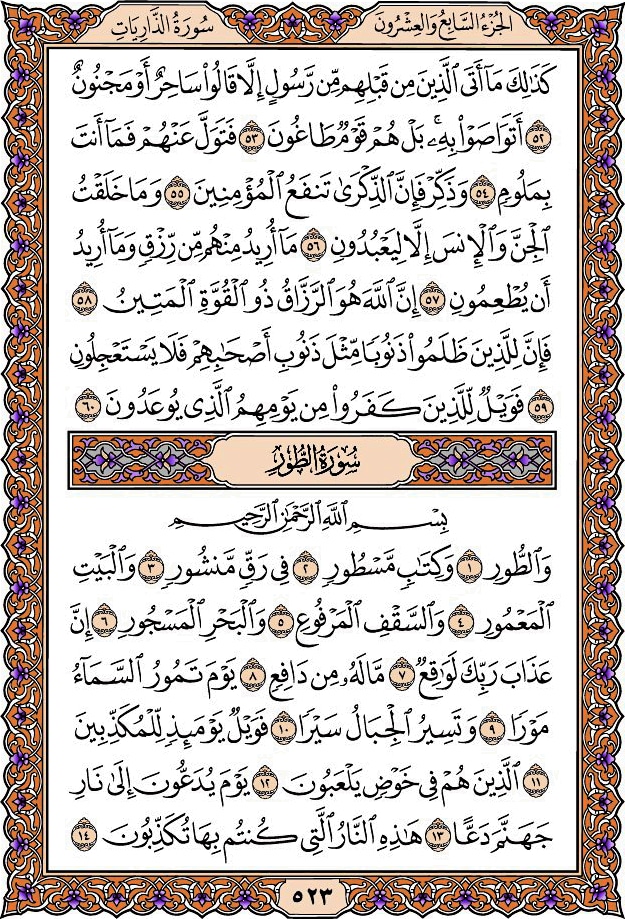 الجُزْءُ السَّابِعُ وَالعِشْرُونَ
سُورَةُ الذَّارِيَاتِ
كَذَٰلِكَ مَآ أَتَى ٱلَّذِينَ مِن قَبْلِهِم مِّن رَّسُولٍ إِلَّا قَالُوا۟ سَاحِرٌ أَوْ مَجْنُونٌ
٥٢ أَتَوَاصَوْا۟ بِهِۦ ۚ بَلْ هُمْ قَوْمٌ طَاغُونَ ٥٣ فَتَوَلَّ عَنْهُمْ فَمَآ أَنتَ
بِمَلُومٍ ٥٤ وَذَكِّرْ فَإِنَّ ٱلذِّكْرَىٰ تَنفَعُ ٱلْمُؤْمِنِينَ ٥٥ وَمَا خَلَقْتُ
ٱلْجِنَّ وَٱلْإِنسَ إِلَّا لِيَعْبُدُونِ ٥٦ مَآ أُرِيدُ مِنْهُم مِّن رِّزْقٍ وَمَآ أُرِيدُ
أَن يُطْعِمُونِ ٥٧ إِنَّ ٱللَّهَ هُوَ ٱلرَّزَّاقُ ذُو ٱلْقُوَّةِ ٱلْمَتِينُ ٥٨
فَإِنَّ لِلَّذِينَ ظَلَمُوا۟ ذَنُوبًا مِّثْلَ ذَنُوبِ أَصْحَٰبِهِمْ فَلَا يَسْتَعْجِلُونِ
٥٩ فَوَيْلٌ لِّلَّذِينَ كَفَرُوا۟ مِن يَوْمِهِمُ ٱلَّذِى يُوعَدُونَ ٦٠
سُورَةُ الطُّورِ
بِسْمِ ٱللَّهِ ٱلرَّحْمَٰنِ ٱلرَّحِيمِ
وَٱلطُّورِ ١ وَكِتَٰبٍ مَّسْطُورٍ ٢ فِى رَقٍّ مَّنشُورٍ ٣ وَٱلْبَيْتِ
ٱلْمَعْمُورِ ٤ وَٱلسَّقْفِ ٱلْمَرْفُوعِ ٥ وَٱلْبَحْرِ ٱلْمَسْجُورِ ٦ إِنَّ
عَذَابَ رَبِّكَ لَوَٰقِعٌ ٧ مَّا لَهُۥ مِن دَافِعٍ ٨ يَوْمَ تَمُورُ ٱلسَّمَآءُ
مَوْرًا ٩ وَتَسِيرُ ٱلْجِبَالُ سَيْرًا ١٠ فَوَيْلٌ يَوْمَئِذٍ لِّلْمُكَذِّبِينَ
١١ ٱلَّذِينَ هُمْ فِى خَوْضٍ يَلْعَبُونَ ١٢ يَوْمَ يُدَعُّونَ إِلَىٰ نَارِ
جَهَنَّمَ دَعًّا ١٣ هَٰذِهِ ٱلنَّارُ ٱلَّتِى كُنتُم بِهَا تُكَذِّبُونَ ١٤
٥٢٣